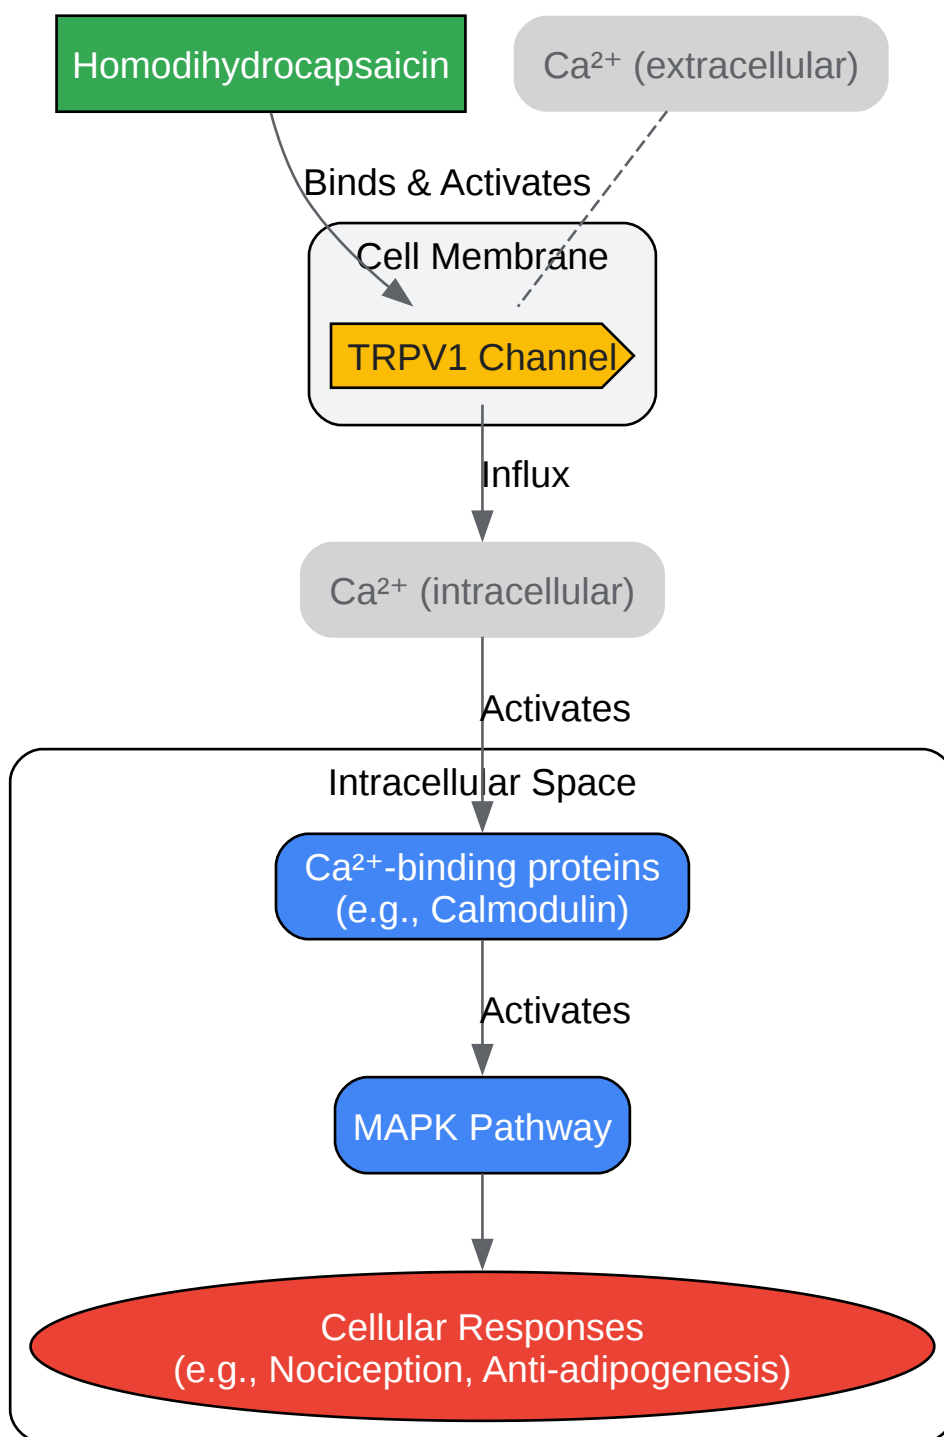 Homodihydrocapsaicin
Ca²⁺ (extracellular)
Binds & Activates
Cell Membrane
TRPV1 Channel
Influx
Ca²⁺ (intracellular)
Activates
Intracellular Space
Ca²⁺-binding proteins
(e.g., Calmodulin)
Activates
MAPK Pathway
Cellular Responses
(e.g., Nociception, Anti-adipogenesis)